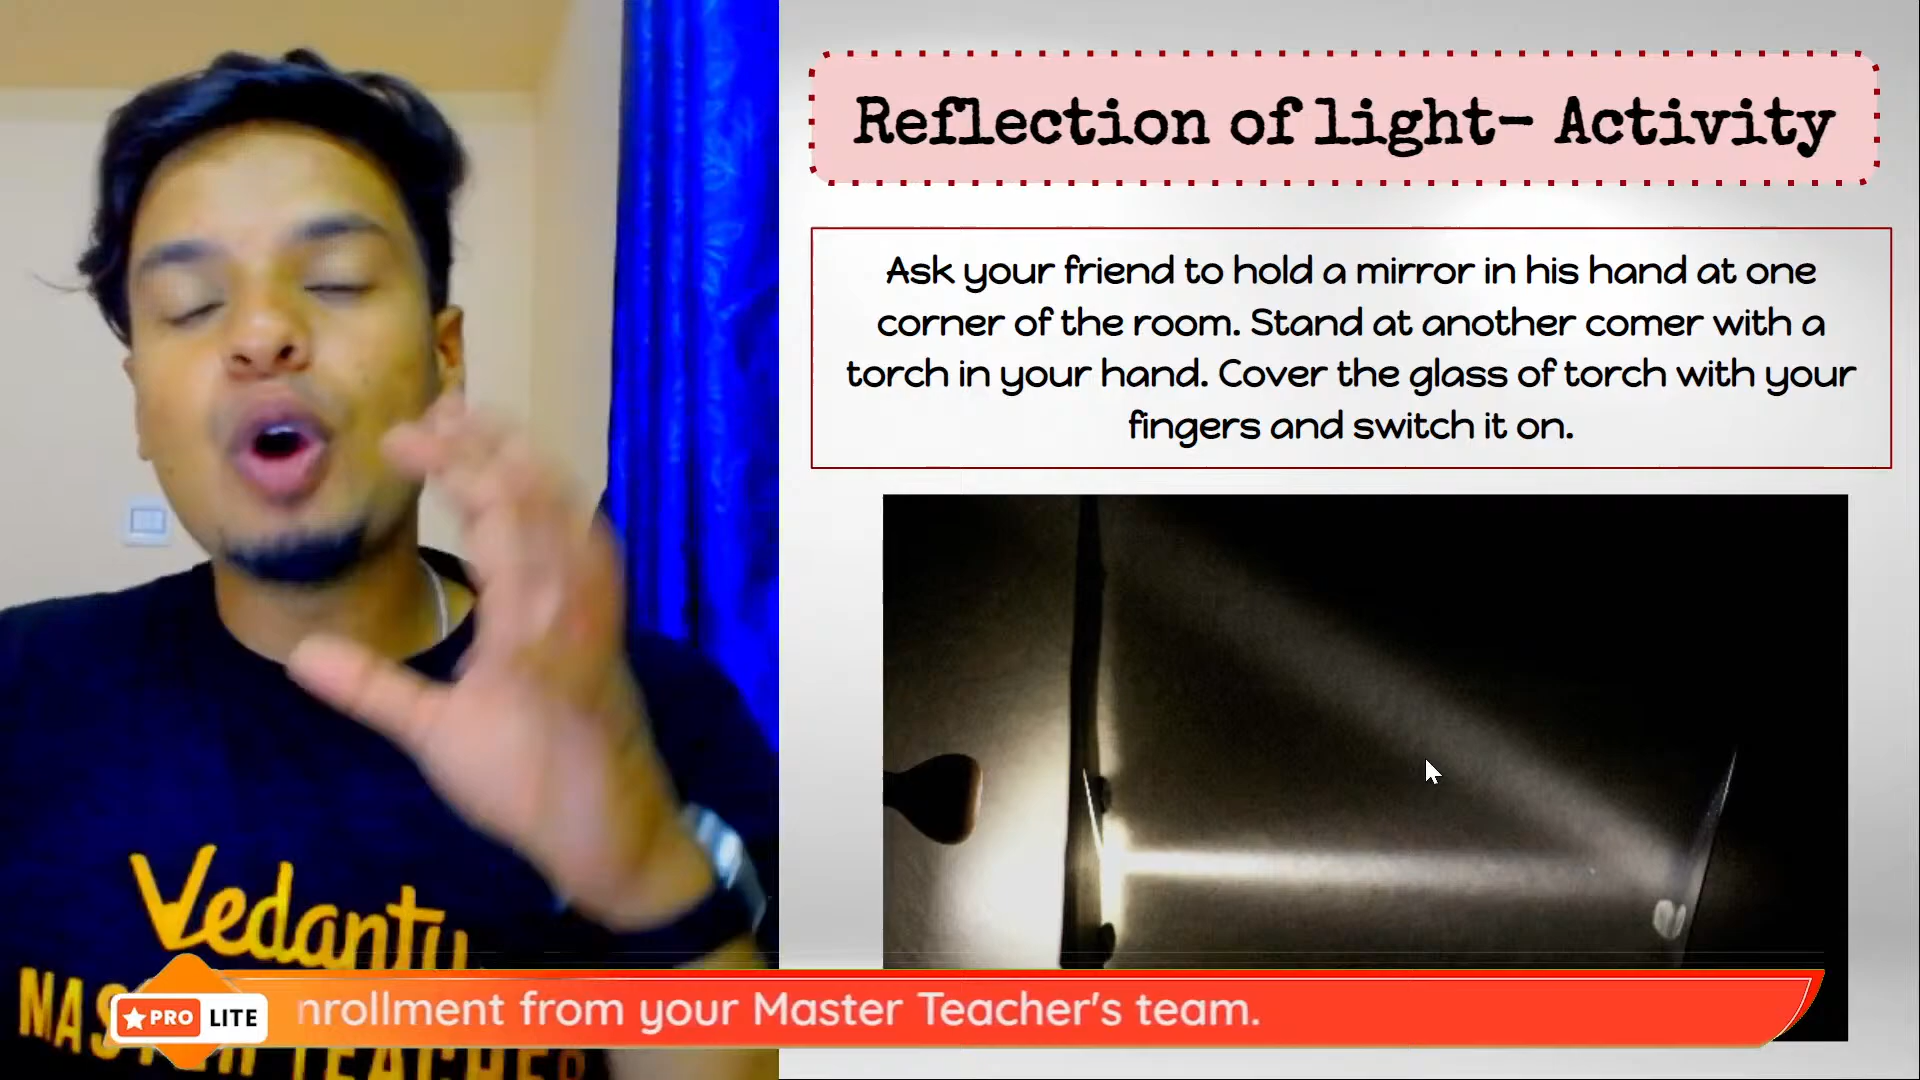 Reflection of light- Activity
Ask your friend to hold a mirror in his hand at one
corner of the room. Stand at another comer with a
torch in your hand. Cover the glass of torch with your
fingers and switch it on.
Vedantu
MASTER TEACHER
PRO LITE
nrollment from your Master Teacher's team.